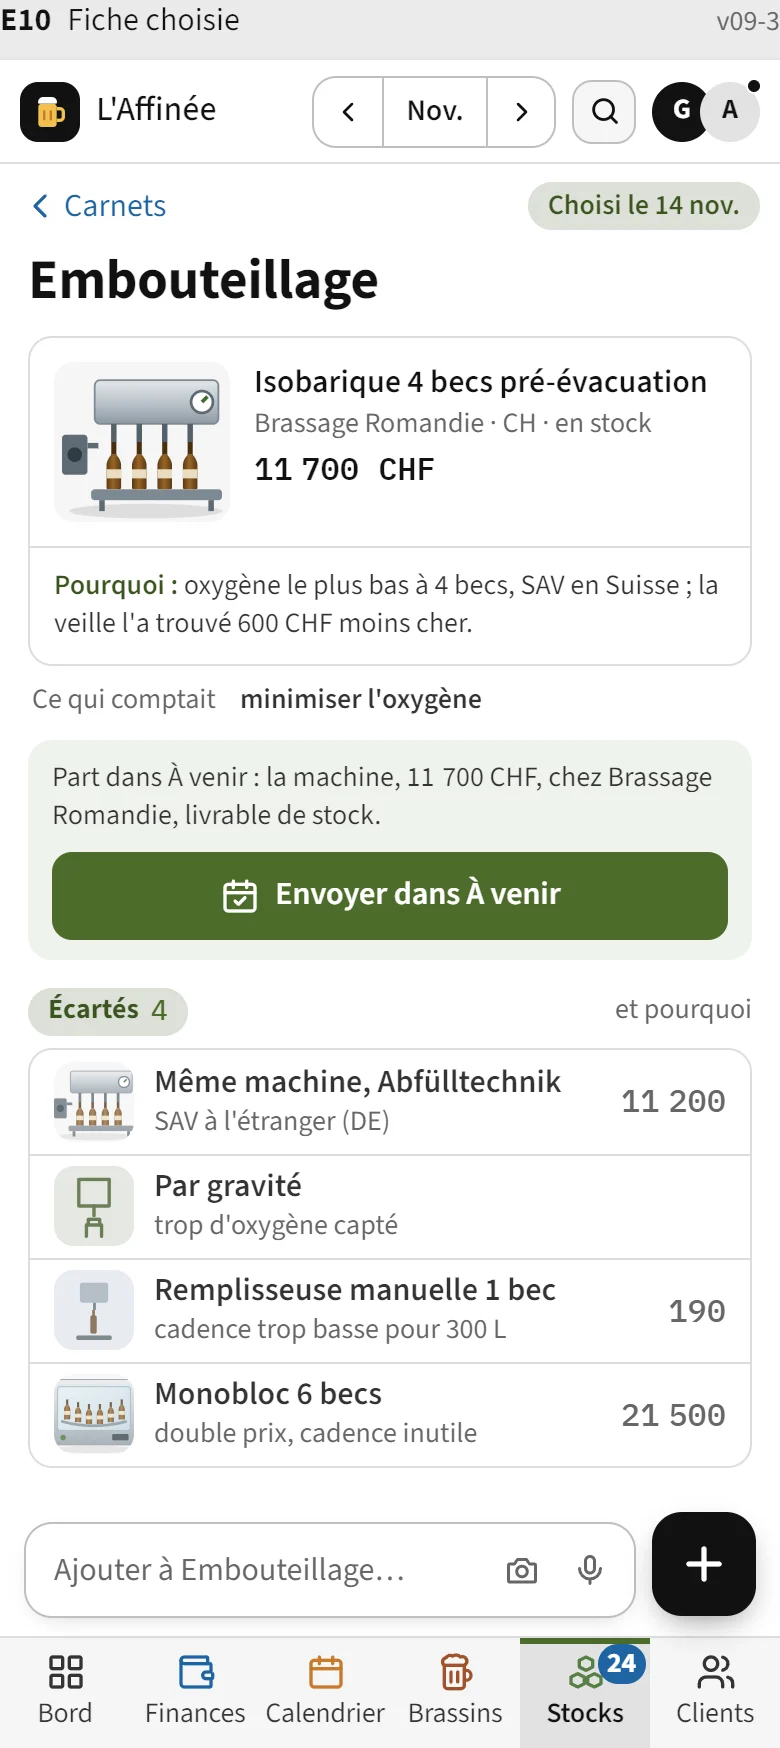 E10 Fiche choisie v09-3
L'Affinée Nov. G A
Carnets Choisi le 14 nov.
Embouteillage
Isobarique 4 becs pré-évacuation
Brassage Romandie · CH · en stock
11 700 CHF
Pourquoi : oxygène le plus bas à 4 becs, SAV en Suisse ; la
veille l'a trouvé 600 CHF moins cher.
Ce qui comptait minimiser l'oxygène
Part dans À venir : la machine, 11 700 CHF, chez Brassage
Romandie, livrable de stock.
Envoyer dans À venir
Écartés 4 et pourquoi
Même machine, Abfülltechnik
SAV à l'étranger (DE)
11 200
Par gravité
trop d'oxygène capté
Remplisseuse manuelle 1 bec
cadence trop basse pour 300 L
190
Monobloc 6 becs
double prix, cadence inutile
21 500
Ajouter à Embouteillage...
24
Bord Finances Calendrier Brassins Stocks Clients